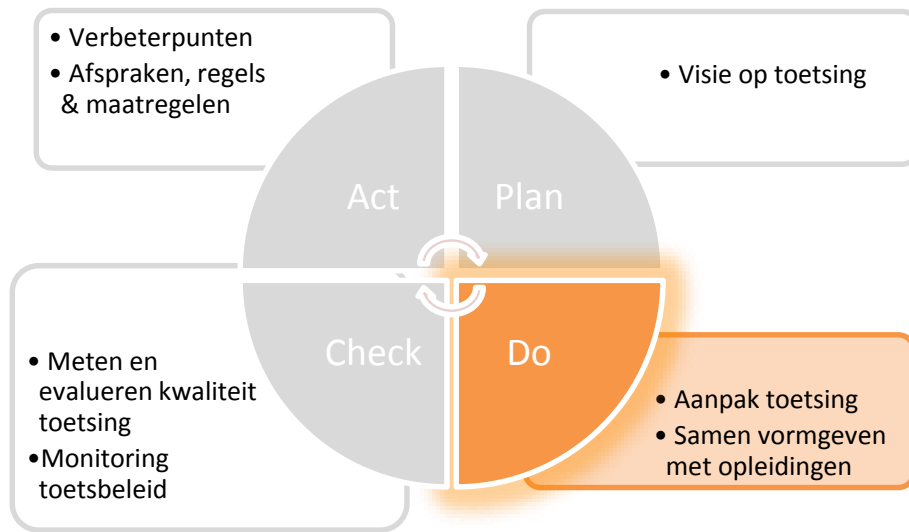 • Verbeterpunten
• Afspraken, regels
& maatregelen
• Visie op toetsing
Act
Plan
Check
Do
• Meten en
evalueren kwaliteit
toetsing
•Monitoring
toetsbeleid
• Aanpak toetsing
• Samen vormgeven
met opleidingen